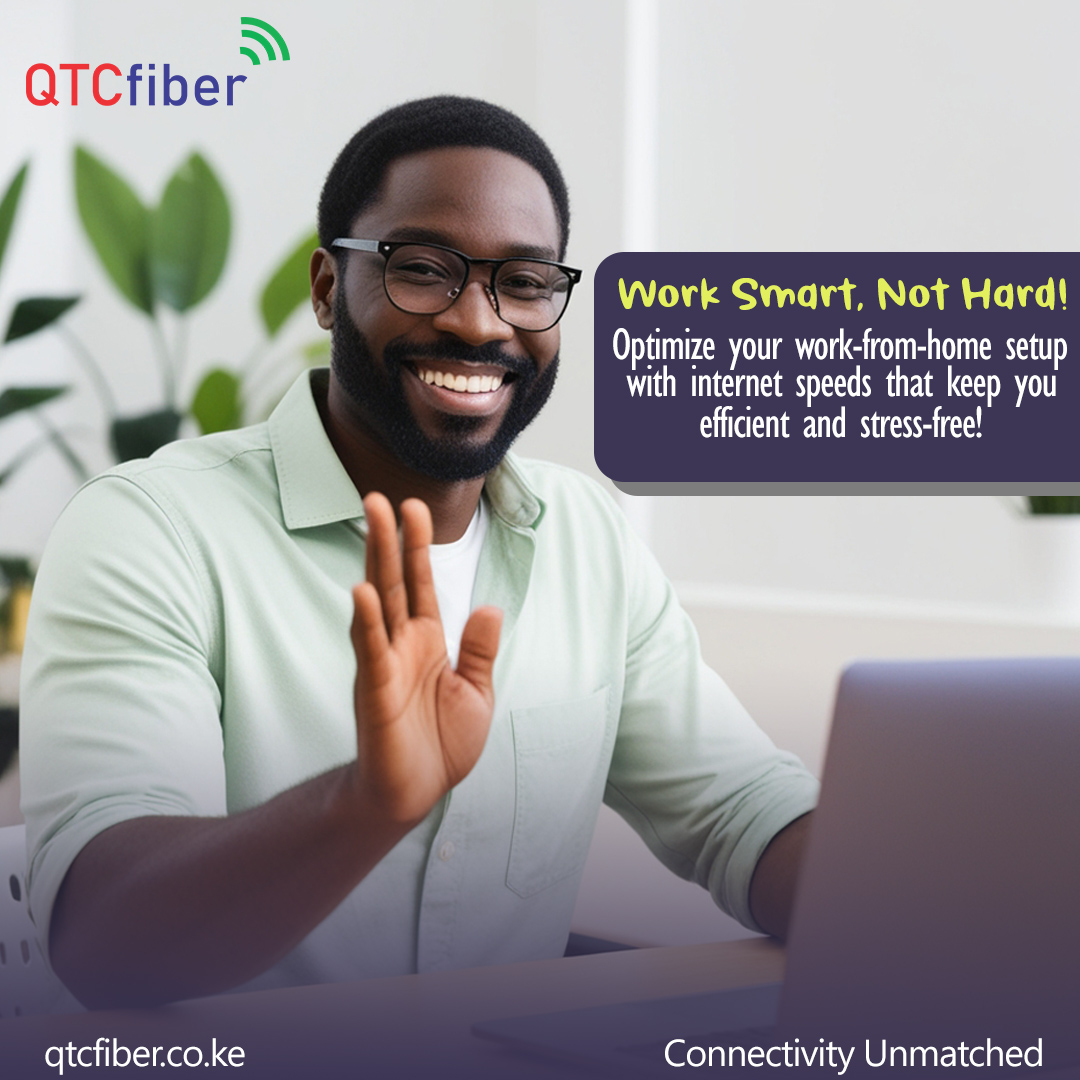 QTCfiber
Work Smart, Not Hard!
Optimize your work-from-home setup
with internet speeds that keep you
efficient and stress-free!
qtcfiber.co.ke
Connectivity Unmatched